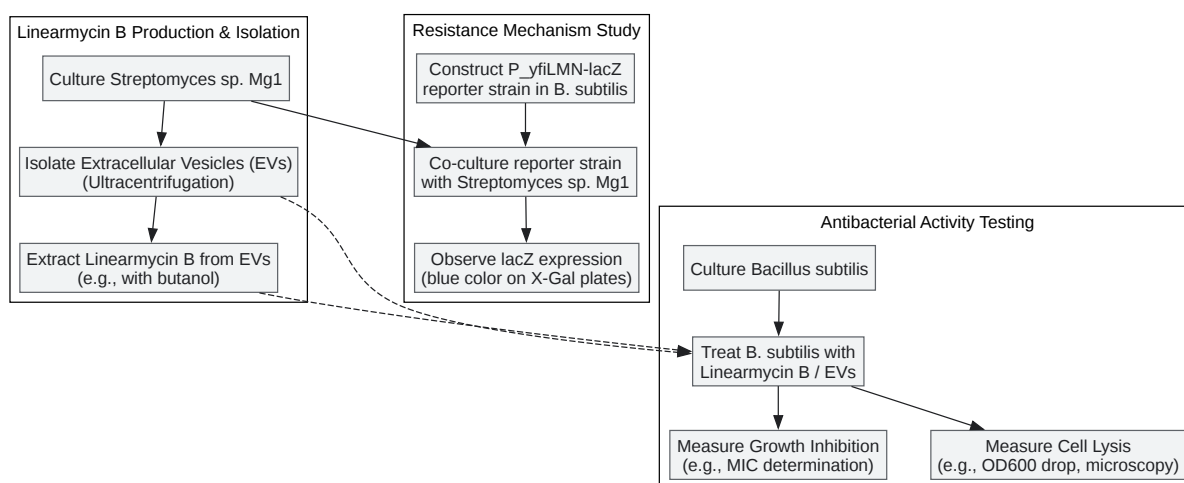 Linearmycin B Production & Isolation
Culture Streptomyces sp. Mg1
Isolate Extracellular Vesicles (EVs)
(Ultracentrifugation)
Extract Linearmycin B from EVs
(e.g., with butanol)
Resistance Mechanism Study
Construct P_yfiLMN-lacZ
reporter strain in B. subtilis
Co-culture reporter strain
with Streptomyces sp. Mg1
Observe lacZ expression
(blue color on X-Gal plates)
Antibacterial Activity Testing
Culture Bacillus subtilis
Treat B. subtilis with
Linearmycin B / EVs
Measure Growth Inhibition
(e.g., MIC determination)
Measure Cell Lysis
(e.g., OD600 drop, microscopy)